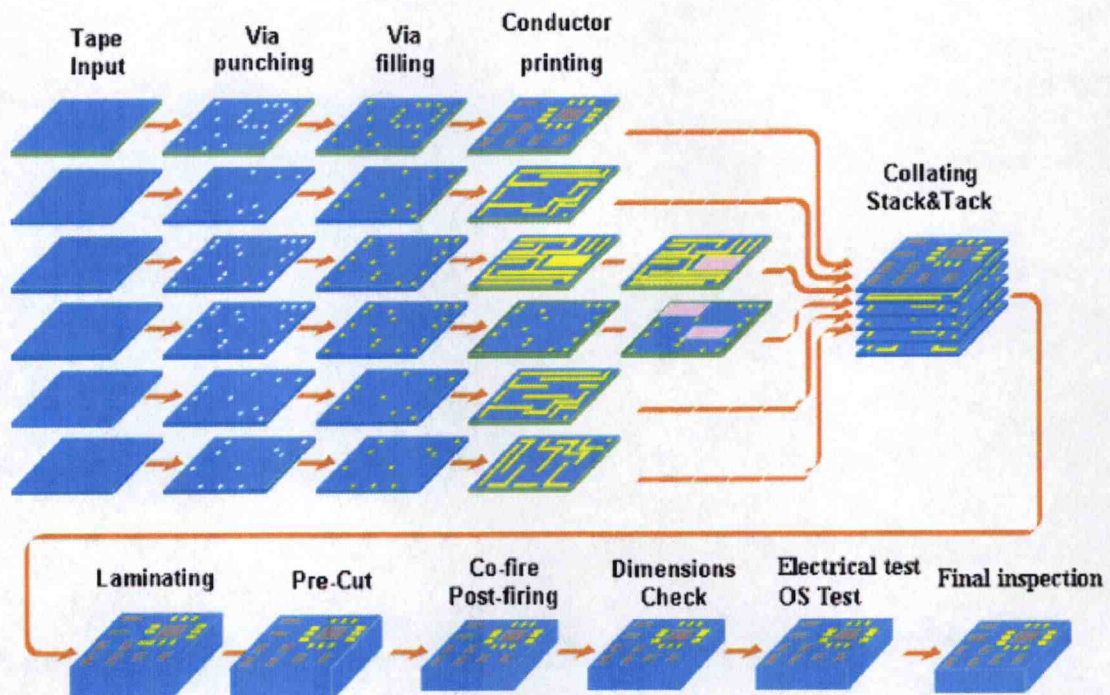 Tape
Input
Via
punching
Via
filling
Conductor
printing
Collating
Stack&Tack
Laminating
Pre-Cut
Co-fire
Post-firing
Dimensions
Check
Electrical test
OS Test
Final inspection